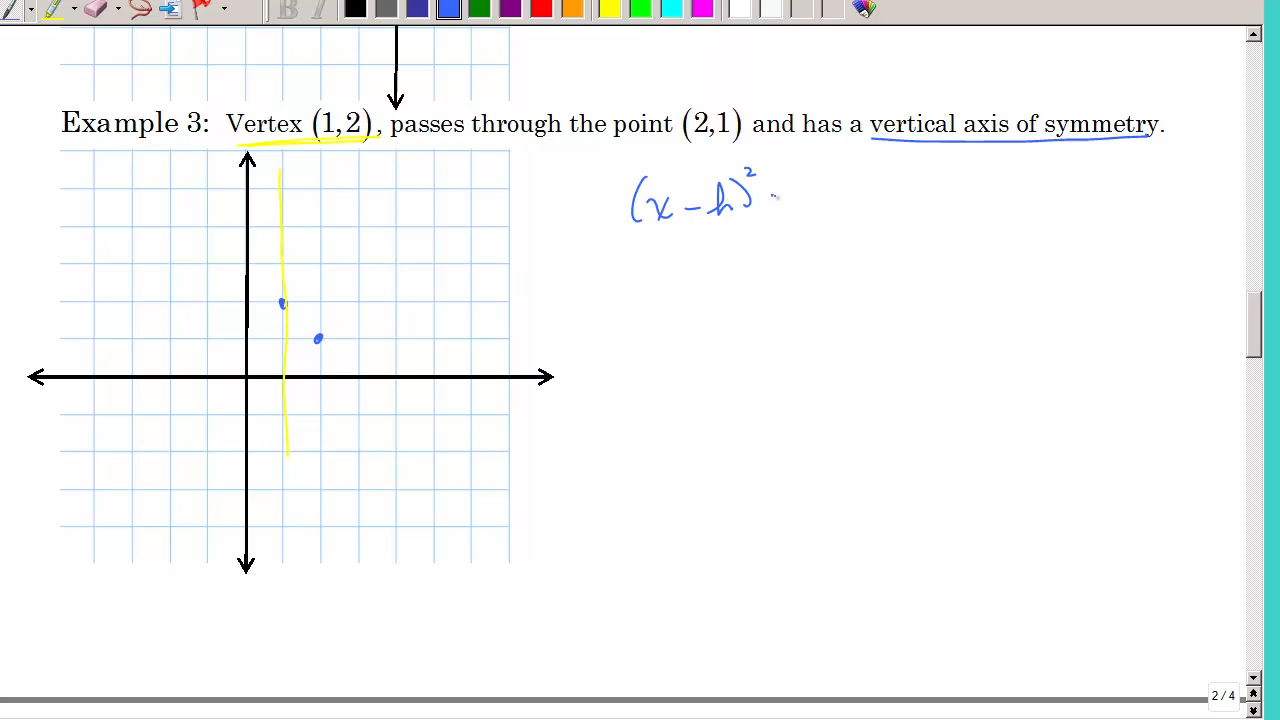 B I
Example 3: Vertex (1,2), passes through the point (2,1) and has a vertical axis of symmetry.
(x - h)²
2/4